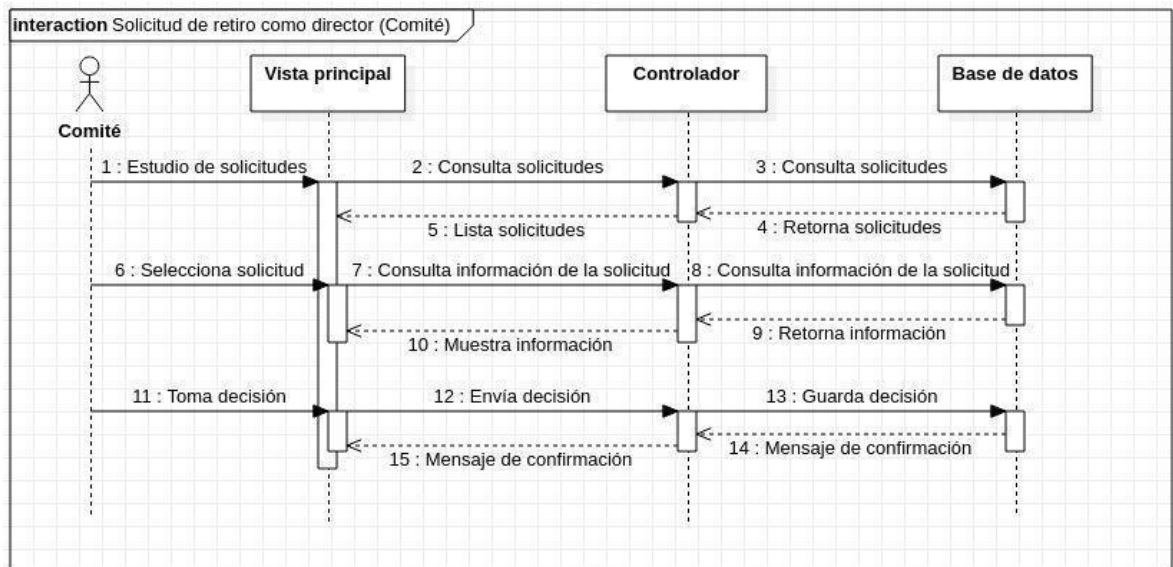 interaction Solicitud de retiro como director (Comité)
Vista principal
Controlador
Base de datos
Comité
1 : Estudio de solicitudes
2 : Consulta solicitudes
3 : Consulta solicitudes
4 : Retorna solicitudes
5 : Lista solicitudes
6 : Selecciona solicitud
7 : Consulta información de la solicitud
8 : Consulta información de la solicitud
9 : Retorna información
10 : Muestra información
11 : Toma decisión
12 : Envía decisión
13 : Guarda decisión
14 : Mensaje de confirmación
15 : Mensaje de confirmación